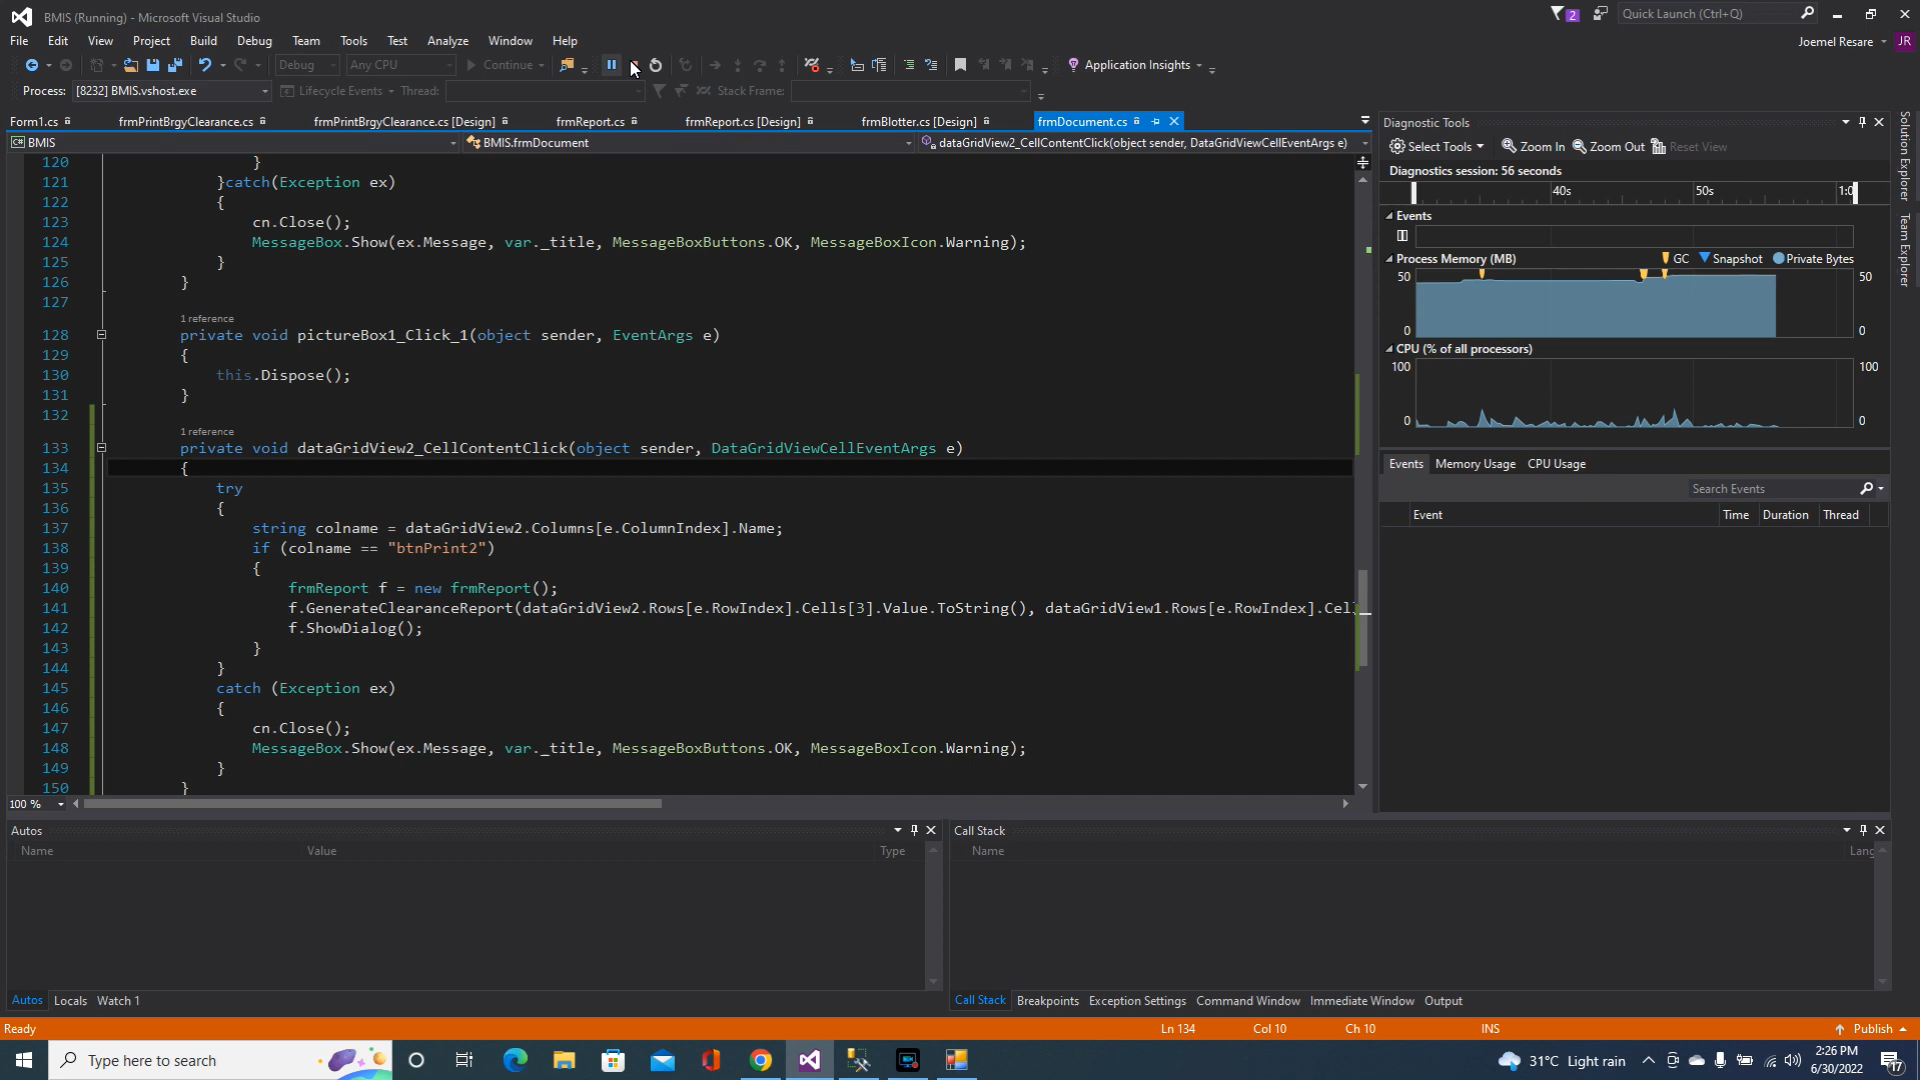 BMIS (Running) - Microsoft Visual Studio
2
Quick Launch (Ctrl+Q)
File Edit View Project Build Debug Team Tools Test Analyze Window Help
Joemel Resare JR
Debug Any CPU Continue Application Insights
Process: [8232] BMIS.vshost.exe Lifecycle Events Thread: Stack Frame:
Form1.cs frmPrintBrgyClearance.cs frmPrintBrgyClearance.cs [Design] frmReport.cs frmReport.cs [Design] frmBlotter.cs [Design] frmDocument.cs
BMIS BMIS.frmDocument dataGridView2_CellContentClick(object sender, DataGridViewCellEventArgs e)
120 }
121 }catch(Exception ex)
122 {
123 cn.Close();
124 MessageBox.Show(ex.Message, var._title, MessageBoxButtons.OK, MessageBoxIcon.Warning);
125 }
126 }
127
1 reference
128 private void pictureBox1_Click_1(object sender, EventArgs e)
129 {
130 this.Dispose();
131 }
132
1 reference
133 private void dataGridView2_CellContentClick(object sender, DataGridViewCellEventArgs e)
134 {
135 try
136 {
137 string colname = dataGridView2.Columns[e.ColumnIndex].Name;
138 if (colname == "btnPrint2")
139 {
140 frmReport f = new frmReport();
141 f.GenerateClearanceReport(dataGridView2.Rows[e.RowIndex].Cells[3].Value.ToString(), dataGridView1.Rows[e.RowIndex].Cell
142 f.ShowDialog();
143 }
144 }
145 catch (Exception ex)
146 {
147 cn.Close();
148 MessageBox.Show(ex.Message, var._title, MessageBoxButtons.OK, MessageBoxIcon.Warning);
149 }
150 }
100 %
Diagnostic Tools
Select Tools Zoom In Zoom Out Reset View
Diagnostics session: 56 seconds
40s 50s 1:0
Events
Process Memory (MB) GC Snapshot Private Bytes
50 50
0 0
CPU (% of all processors)
100 100
0 0
Events Memory Usage CPU Usage
Search Events
Event Time Duration Thread
Solution Explorer
Team Explorer
Autos
Name Value Type
Autos Locals Watch 1
Call Stack
Name Lang
Call Stack Breakpoints Exception Settings Command Window Immediate Window Output
Ready Ln 134 Col 10 Ch 10 INS Publish
Type here to search
31°C Light rain
2:26 PM
6/30/2022
17